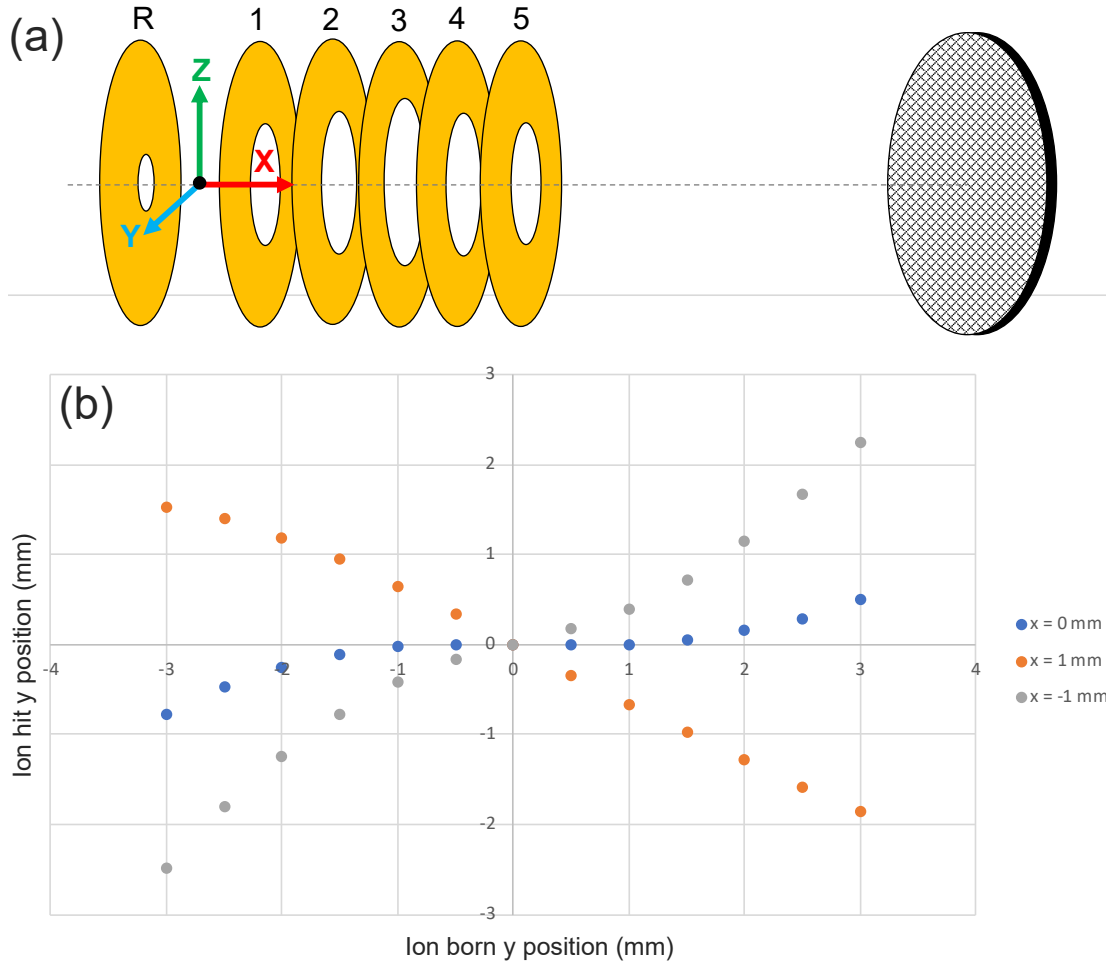 (a)
R 1 2 3 4 5
Z
X
Y
(b)
3
2
1
0
-1
-2
-3
-4 -3 -2 -1 0 1 2 3 4
Ion hit y position (mm)
Ion born y position (mm)
x = 0 mm
x = 1 mm
x = -1 mm